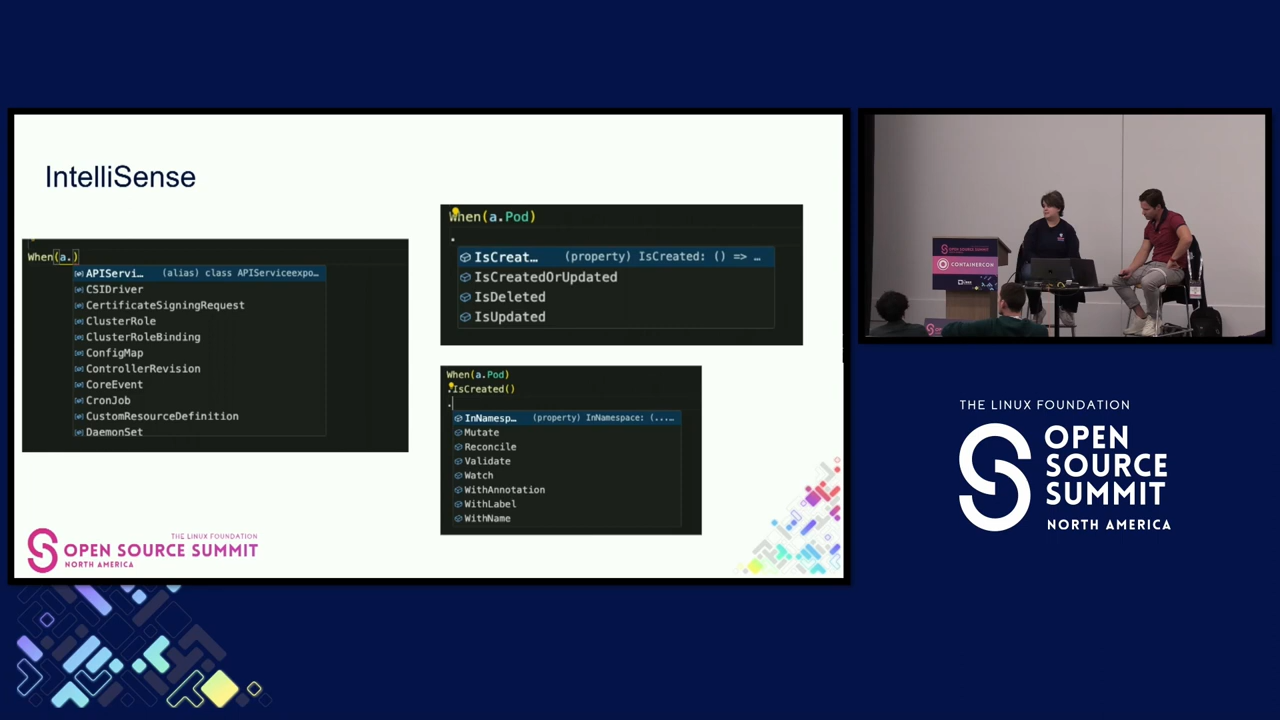 IntelliSense
When(a.)
APIServi… (alias) class APIServiceexpo…
CSIDriver
CertificateSigningRequest
ClusterRole
ClusterRoleBinding
ConfigMap
ControllerRevision
CoreEvent
CronJob
CustomResourceDefinition
DaemonSet
When(a.Pod)
.
IsCreat… (property) IsCreated: () => …
IsCreatedOrUpdated
IsDeleted
IsUpdated
When(a.Pod)
.IsCreated()
.
InNamesp… (property) InNamespace: (...…
Mutate
Reconcile
Validate
Watch
WithAnnotation
WithLabel
WithName
THE LINUX FOUNDATION
OPEN SOURCE SUMMIT
NORTH AMERICA
CONTAINERCON
THE LINUX FOUNDATION
OPEN
SOURCE
SUMMIT
NORTH AMERICA